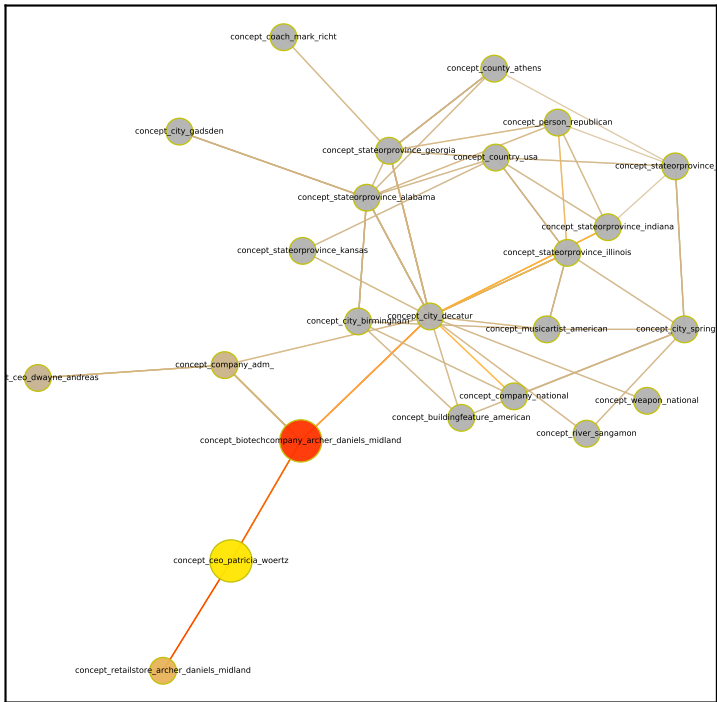 concept_coach_mark_richt
concept_county_athens
concept_person_republican
concept_city_gadsden
concept_stateorprovince_georgia
concept_country_usa
concept_stateorprovince_
concept_stateorprovince_alabama
concept_stateorprovince_indiana
concept_stateorprovince_kansas
concept_stateorprovince_illinois
concept_city_birmingham
concept_city_decatur
concept_musicartist_american
concept_city_spring
concept_company_adm_
t_ceo_dwayne_andreas
concept_company_national
concept_weapon_national
concept_buildingfeature_american
concept_river_sangamon
concept_biotechcompany_archer_daniels_midland
concept_ceo_patricia_woertz
concept_retailstore_archer_daniels_midland